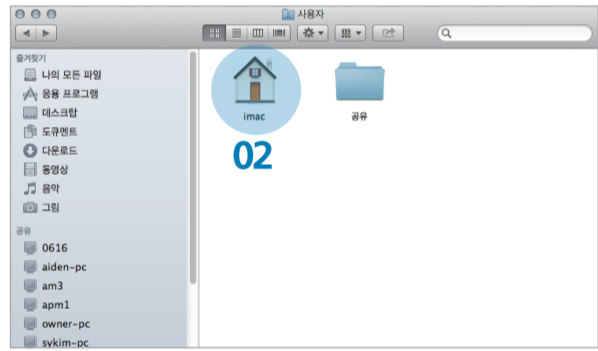 사용자
즐겨찾기
나의 모든 파일
응용 프로그램
데스크탑
도큐멘트
다운로드
동영상
음악
그림
공유
0616
aiden-pc
am3
apm1
owner-pc
sykim-pc
imac
공유
02